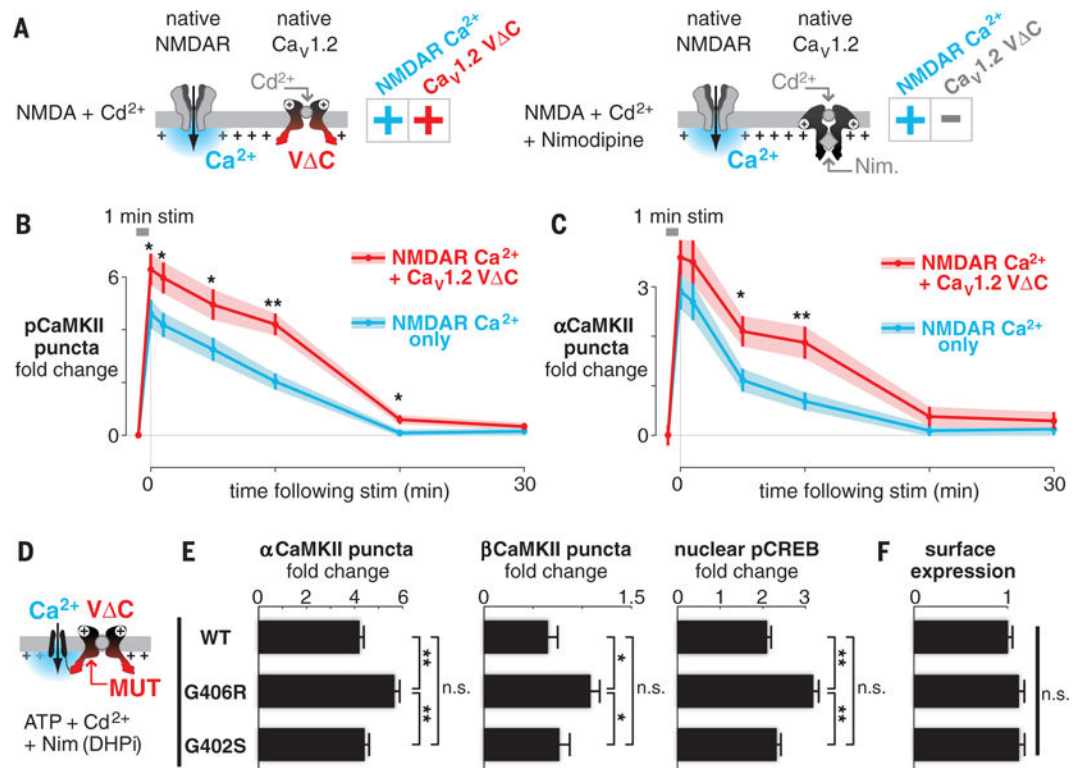 A
native
NMDAR
native
CaV1.2
NMDAR Ca2+
CaV1.2 VΔC
Cd2+
NMDA + Cd2+
+ +
+ + + + + +
Ca2+
VΔC
native
NMDAR
native
CaV1.2
NMDAR Ca2+
CaV1.2 VΔC
Cd2+
NMDA + Cd2+
+ Nimodipine
+ −
+ + + + + +
Ca2+
Nim.
B
1 min stim
* * * ** *
6
0
pCaMKII
puncta
fold change
NMDAR Ca2+
+ CaV1.2 VΔC
NMDAR Ca2+
only
0 30
time following stim (min)
C
1 min stim
* **
3
0
αCaMKII
puncta
fold change
NMDAR Ca2+
+ CaV1.2 VΔC
NMDAR Ca2+
only
0 30
time following stim (min)
D
Ca2+ VΔC
MUT
ATP + Cd2+
+ Nim (DHPi)
E
αCaMKII puncta
fold change
0 2 4 6
βCaMKII puncta
fold change
0 1.5
nuclear pCREB
fold change
0 1 2 3
WT
G406R
G402S
** ** n.s.
* * n.s.
** ** n.s.
F
surface
expression
0 1
n.s.